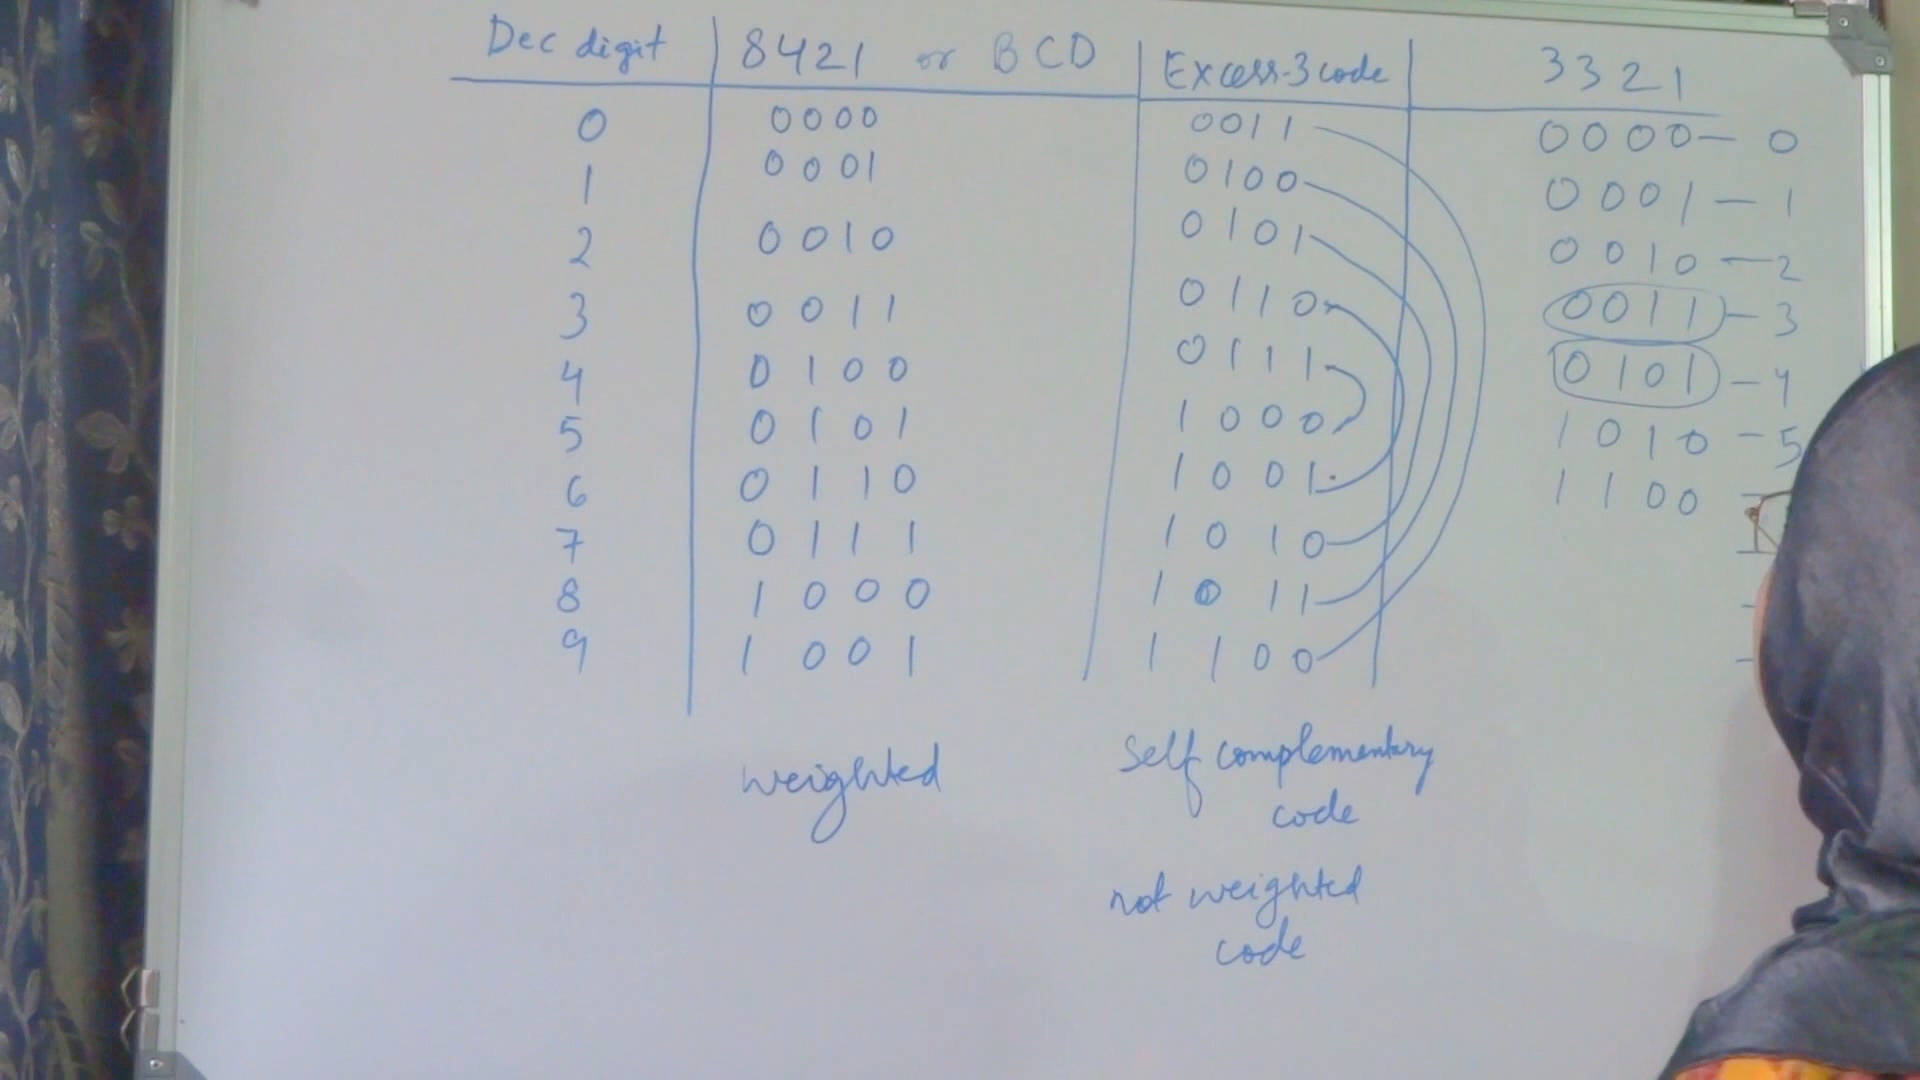 Dec digit 8421 or BCD Excess-3 code 3321
0 0000 0011 0000 — 0
1 0001 0100 0001 — 1
2 0010 0101 0010 — 2
3 0011 0110 0011 — 3
4 0100 0111 0101 — 4
5 0101 1000 1010 — 5
6 0110 1001 1100
7 0111 1010
8 1000 1011
9 1001 1100
weighted Self complementary
code
not weighted
code